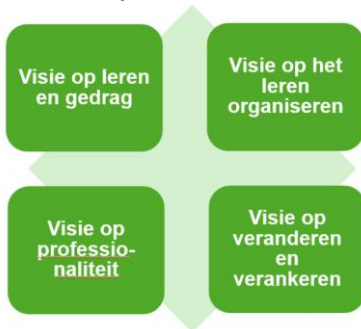 Visie op leren
en gedrag
Visie op het
leren
organiseren
Visie op
professio-
naliteit
Visie op
veranderen
en
verankeren